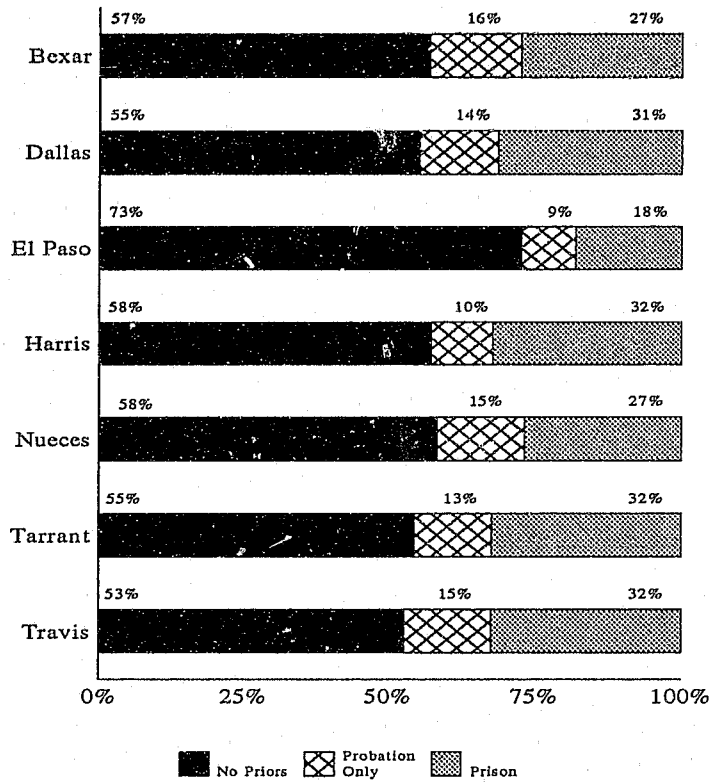 57% 16% 27%
Bexar
55% 14% 31%
Dallas
73% 9% 18%
El Paso
58% 10% 32%
Harris
58% 15% 27%
Nueces
55% 13% 32%
Tarrant
53% 15% 32%
Travis
0% 25% 50% 75% 100%
No Priors
Probation
Only
Prison